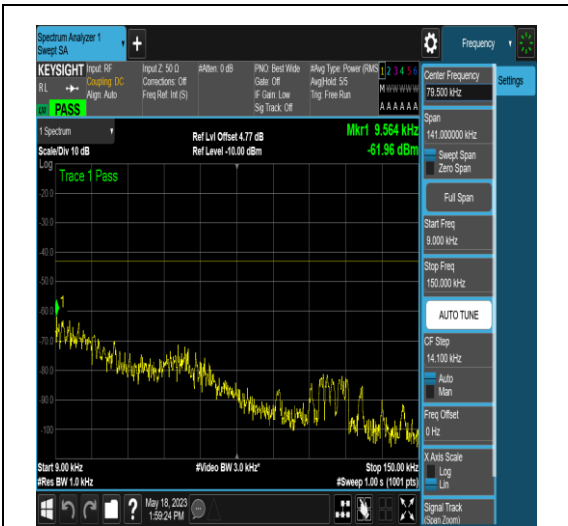 Spectrum Analyzer 1
Swept SA
+
Frequency
KEYSIGHT
RL
PASS
Input: RF
Coupling: DC
Align: Auto
Input Z: 50 Ω
Corrections: Off
Freq Ref: Int (S)
#Atten: 0 dB
PNO: Best Wide
Gate: Off
IF Gain: Low
Sig Track: Off
#Avg Type: Power (RMS
Avg|Hold: 5/5
Trig: Free Run
1 2 3 4 5 6
M W W W W W
A A A A A A
1 Spectrum
Scale/Div 10 dB
Ref Lvl Offset 4.77 dB
Ref Level -10.00 dBm
Mkr1 9.564 kHz
-61.96 dBm
Log
Trace 1 Pass
-20.0
-30.0
-40.0
-50.0
-60.0
-70.0
-80.0
-90.0
-100
1
Start 9.00 kHz
#Res BW 1.0 kHz
#Video BW 3.0 kHz*
Stop 150.00 kHz
#Sweep 1.00 s (1001 pts)
Center Frequency
79.500 kHz
Settings
Span
141.000000 kHz
Swept Span
Zero Span
Full Span
Start Freq
9.000 kHz
Stop Freq
150.000 kHz
AUTO TUNE
CF Step
14.100 kHz
Auto
Man
Freq Offset
0 Hz
X Axis Scale
Log
Lin
Signal Track
(Span Zoom)
?
May 18, 2023
1:59:24 PM